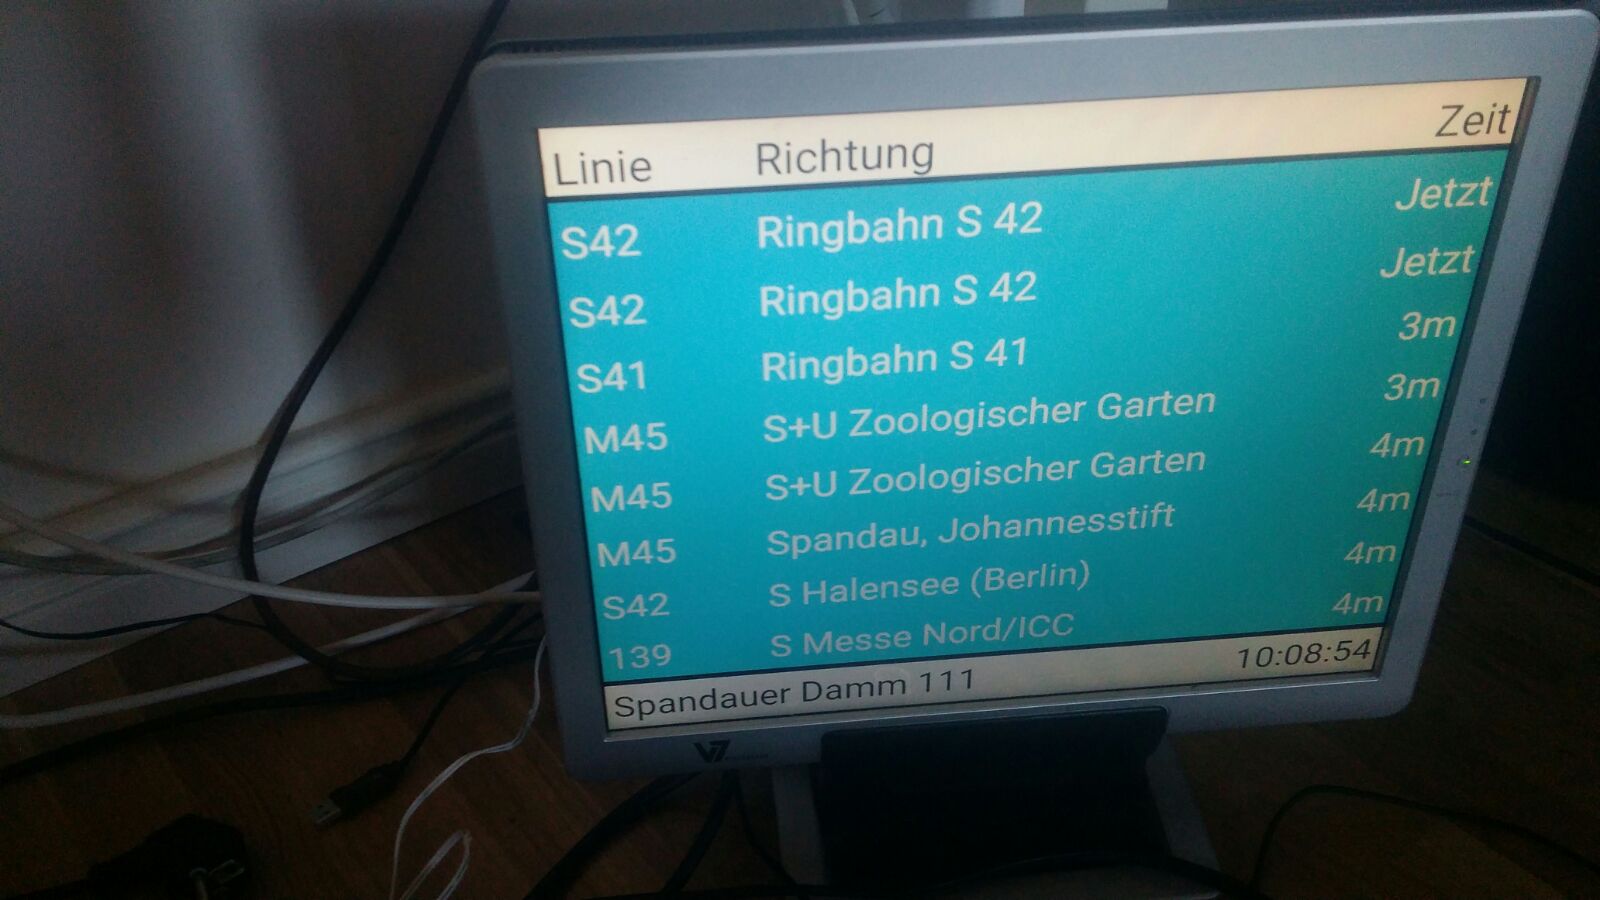 Linie Richtung Zeit
S42 Ringbahn S 42 Jetzt
S42 Ringbahn S 42 Jetzt
S41 Ringbahn S 41 3m
M45 S+U Zoologischer Garten 3m
M45 S+U Zoologischer Garten 4m
M45 Spandau, Johannesstift 4m
S42 S Halensee (Berlin) 4m
139 S Messe Nord/ICC 4m
Spandauer Damm 111 10:08:54
V7